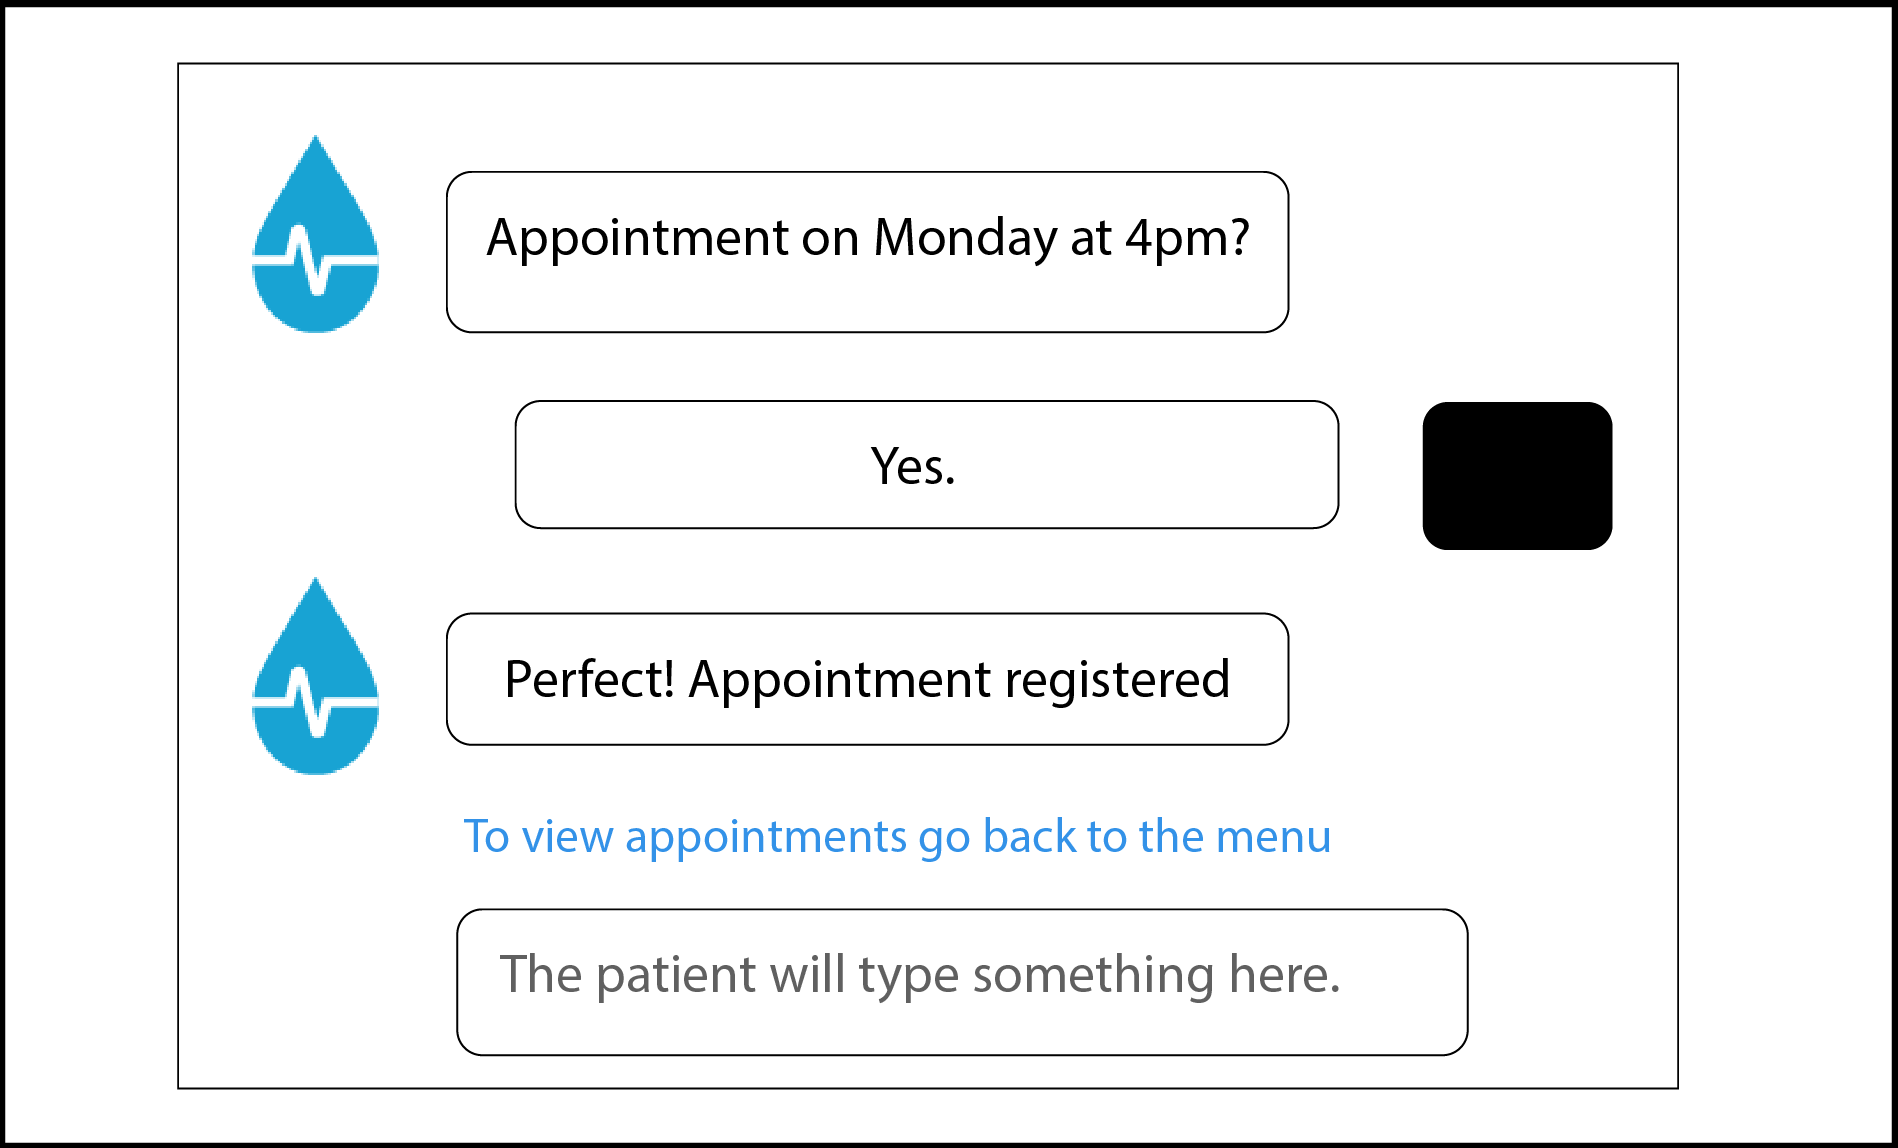 Appointment on Monday at 4pm?
Yes.
Perfect! Appointment registered
To view appointments go back to the menu
The patient will type something here.